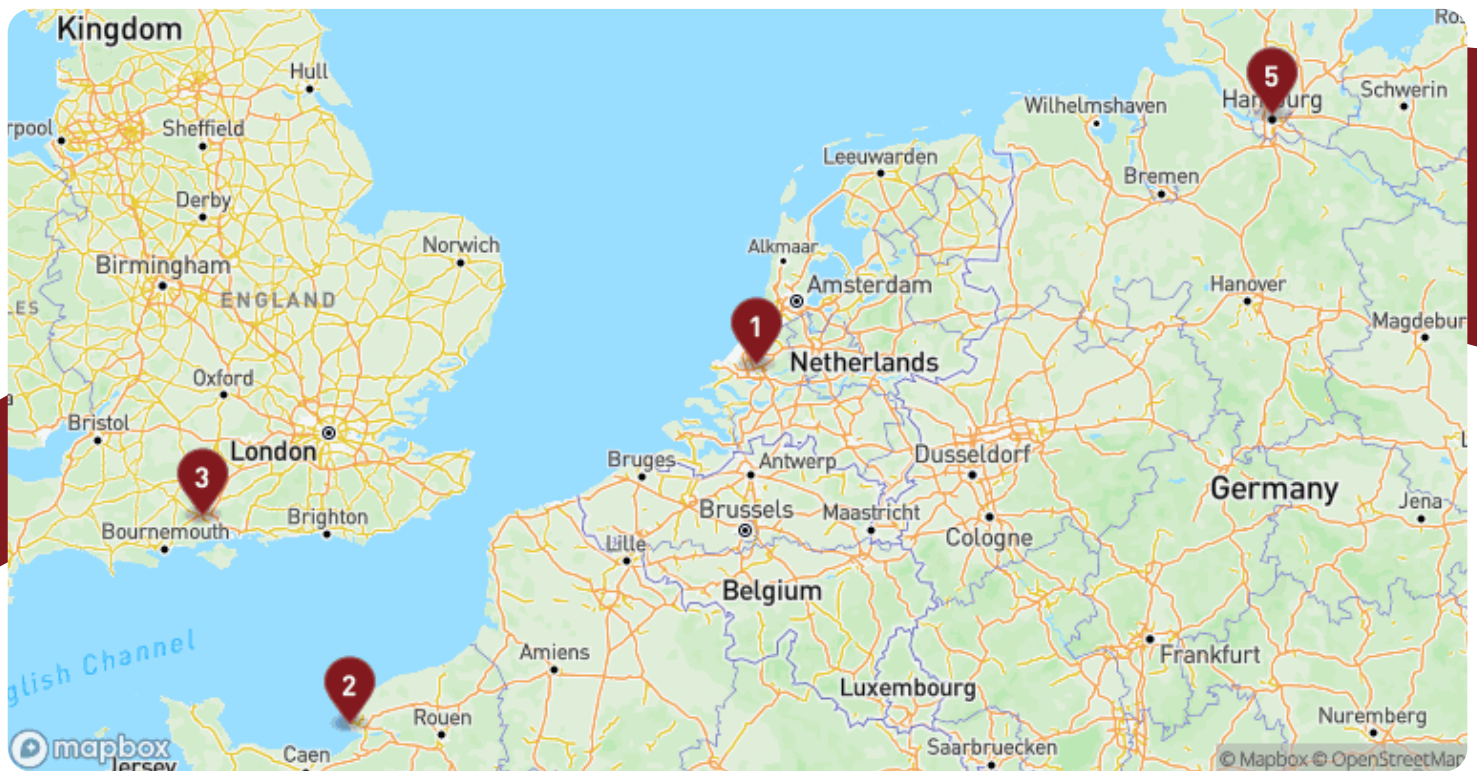 Kingdom
Ros
Hull
5
Wilhelmshaven
Hamburg
Schwerin
rpool
Sheffield
Leeuwarden
Bremen
Derby
Norwich
Alkmaar
Birmingham
ENGLAND
Amsterdam
Hanover
LES
1
Magdebur
Netherlands
Oxford
Bristol
London
Bruges
Antwerp
Dusseldorf
3
Germany
Jena
Bournemouth
Brighton
Brussels
Maastricht
Cologne
Lille
Belgium
glish Channel
Amiens
Frankfurt
2
Luxembourg
Rouen
Nuremberg
mapbox
Jersey
Caen
Saarbruecken
© Mapbox © OpenStreetMap